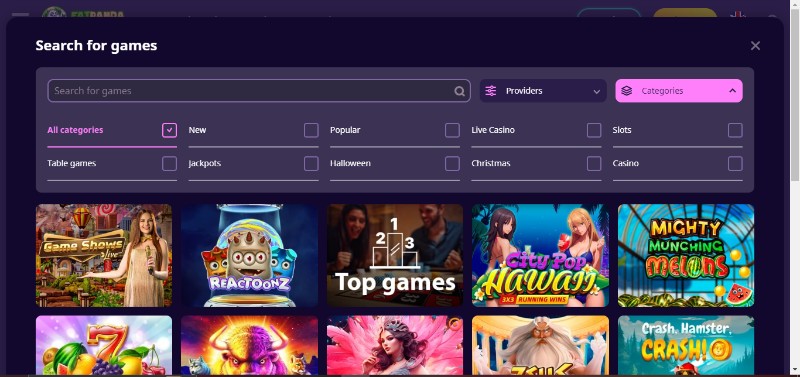 Search for games
Search for games
Providers
Categories
All categories
New
Popular
Live Casino
Slots
Table games
Jackpots
Halloween
Christmas
Casino
Game Shows
live
REACTOONZ
1
2
3
Top games
City Pop
HAWAII
3X3 RUNNING WINS
MIGHTY
MUNCHING
MELONS
7
ZEUS
CRASH, HAMSTER,
CRASH!